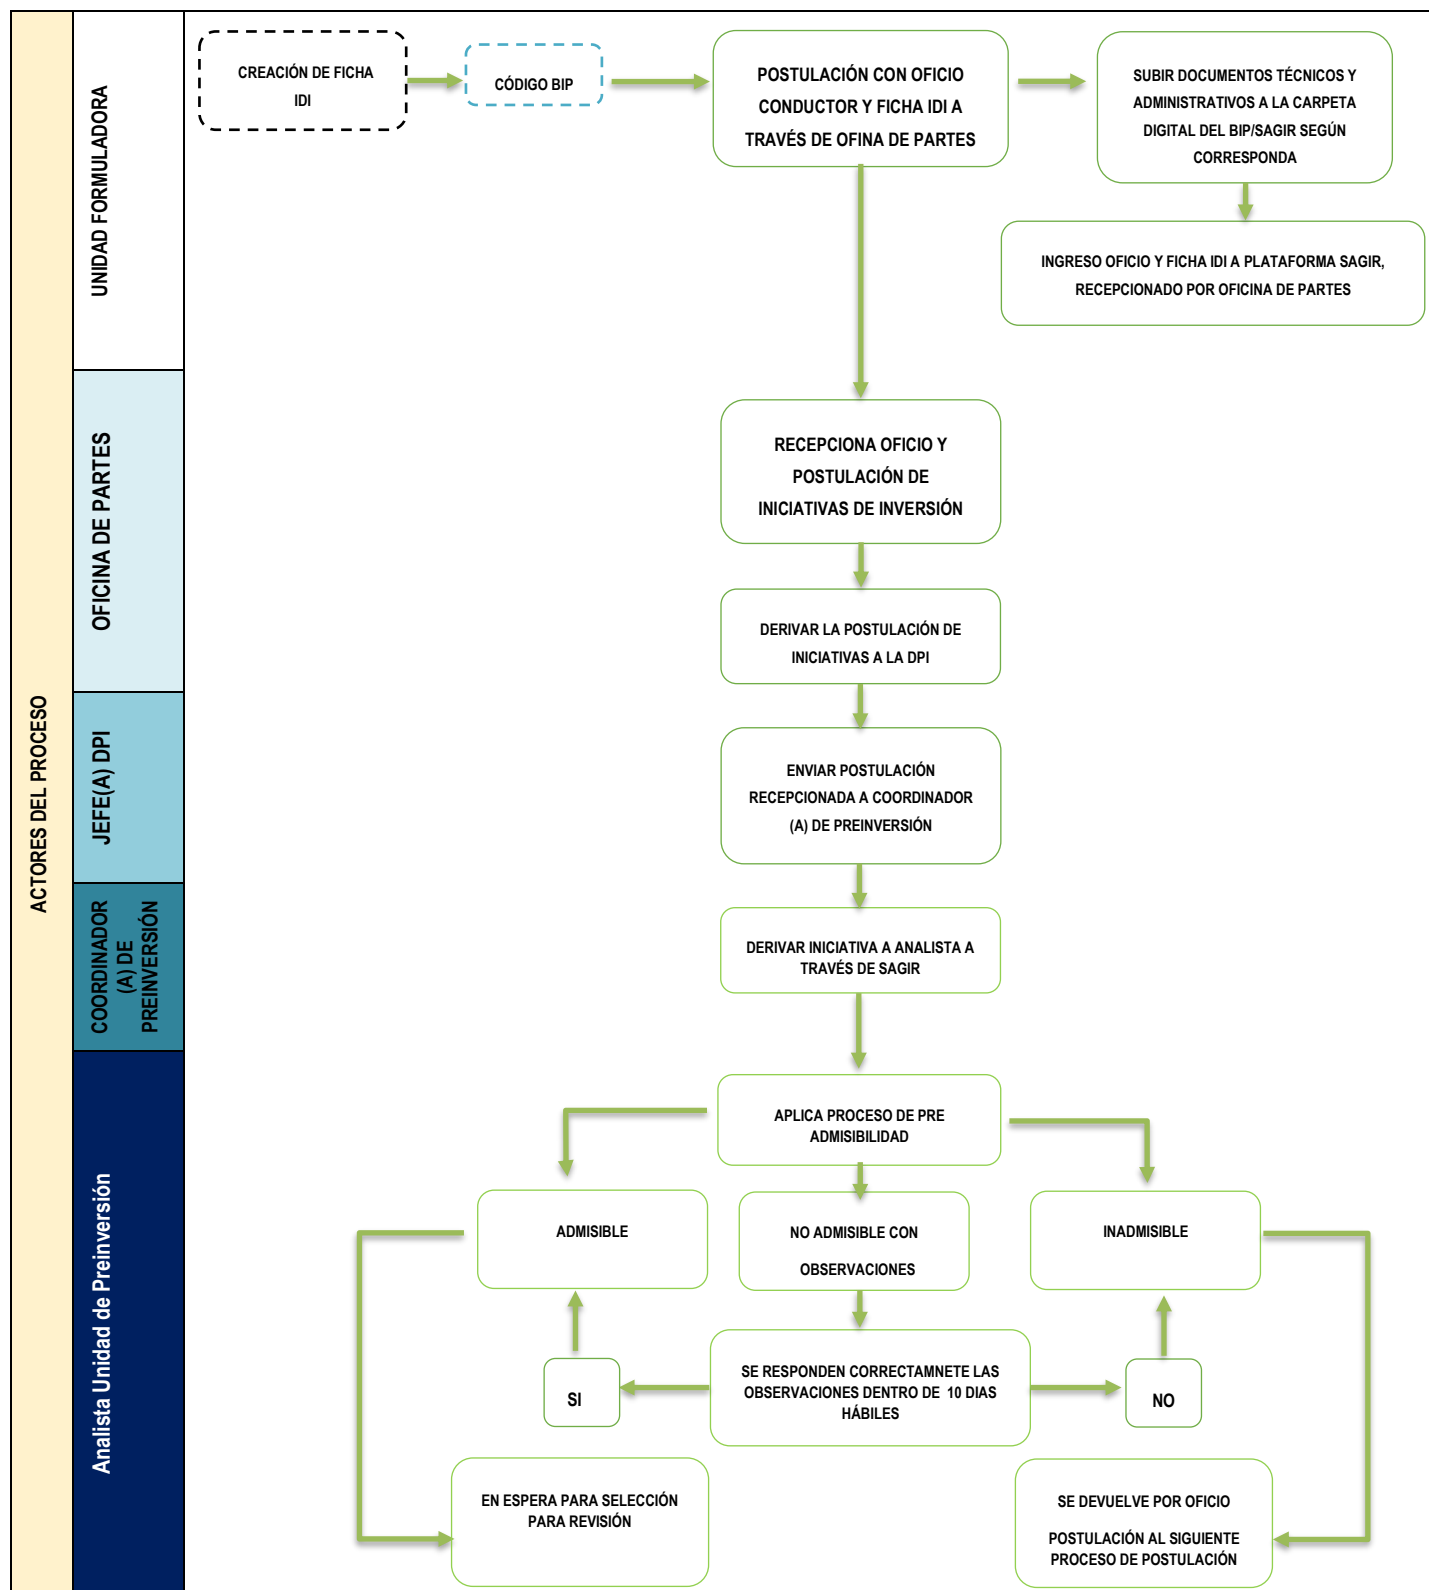 ACTORES DEL PROCESO
UNIDAD FORMULADORA
CREACIÓN DE FICHA
IDI
CÓDIGO BIP
POSTULACIÓN CON OFICIO
CONDUCTOR Y FICHA IDI A
TRAVÉS DE OFINA DE PARTES
SUBIR DOCUMENTOS TÉCNICOS Y
ADMINISTRATIVOS A LA CARPETA
DIGITAL DEL BIP/SAGIR SEGÚN
CORRESPONDA
INGRESO OFICIO Y FICHA IDI A PLATAFORMA SAGIR,
RECEPCIONADO POR OFICINA DE PARTES
OFICINA DE PARTES
RECEPCIONA OFICIO Y
POSTULACIÓN DE
INICIATIVAS DE INVERSIÓN
DERIVAR LA POSTULACIÓN DE
INICIATIVAS A LA DPI
JEFE(A) DPI
ENVIAR POSTULACIÓN
RECEPCIONADA A COORDINADOR
(A) DE PREINVERSIÓN
COORDINADOR
(A) DE
PREINVERSIÓN
DERIVAR INICIATIVA A ANALISTA A
TRAVÉS DE SAGIR
Analista Unidad de Preinversión
APLICA PROCESO DE PRE
ADMISIBILIDAD
ADMISIBLE
NO ADMISIBLE CON
OBSERVACIONES
INADMISIBLE
SE RESPONDEN CORRECTAMNETE LAS
OBSERVACIONES DENTRO DE 10 DIAS
HÁBILES
SI
NO
EN ESPERA PARA SELECCIÓN
PARA REVISIÓN
SE DEVUELVE POR OFICIO
POSTULACIÓN AL SIGUIENTE
PROCESO DE POSTULACIÓN